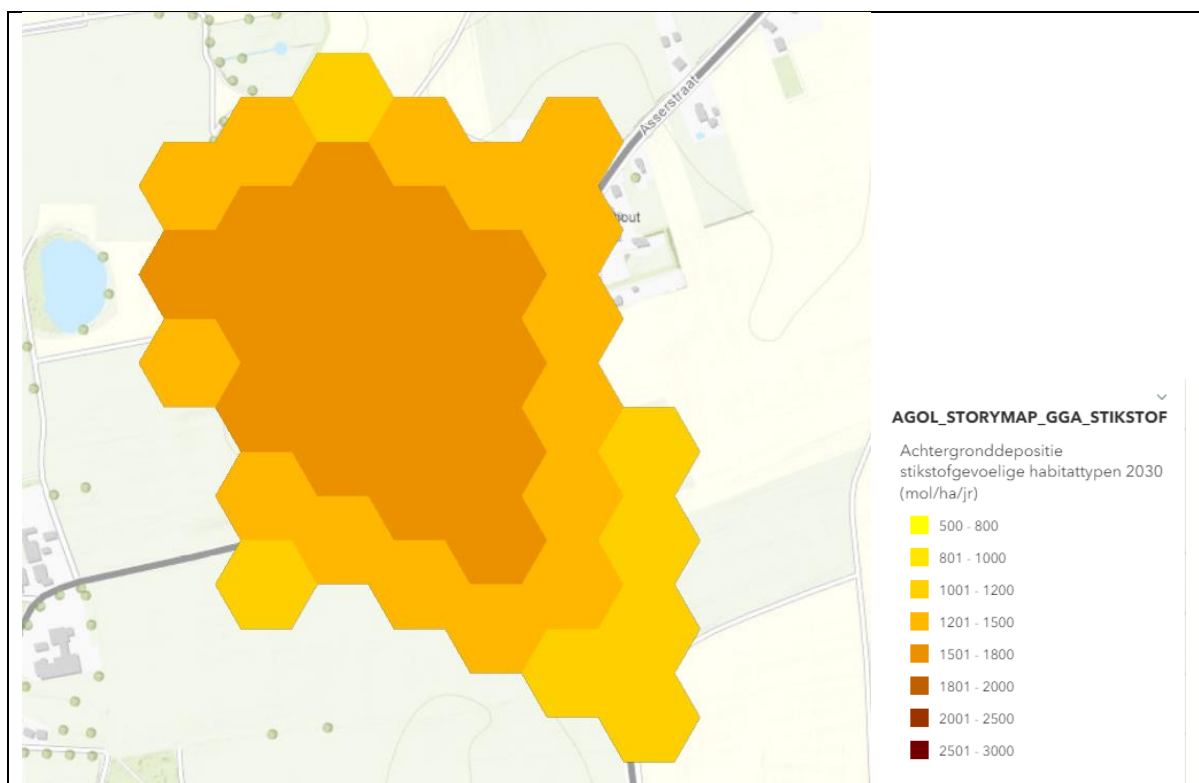 Asserstraat
AGOL_STORYMAP_GGA_STIKSTOF
Achtergronddepositie
stikstofgevoelige habitattypen 2030
(mol/ha/jr)
500 - 800
801 - 1000
1001 - 1200
1201 - 1500
1501 - 1800
1801 - 2000
2001 - 2500
2501 - 3000